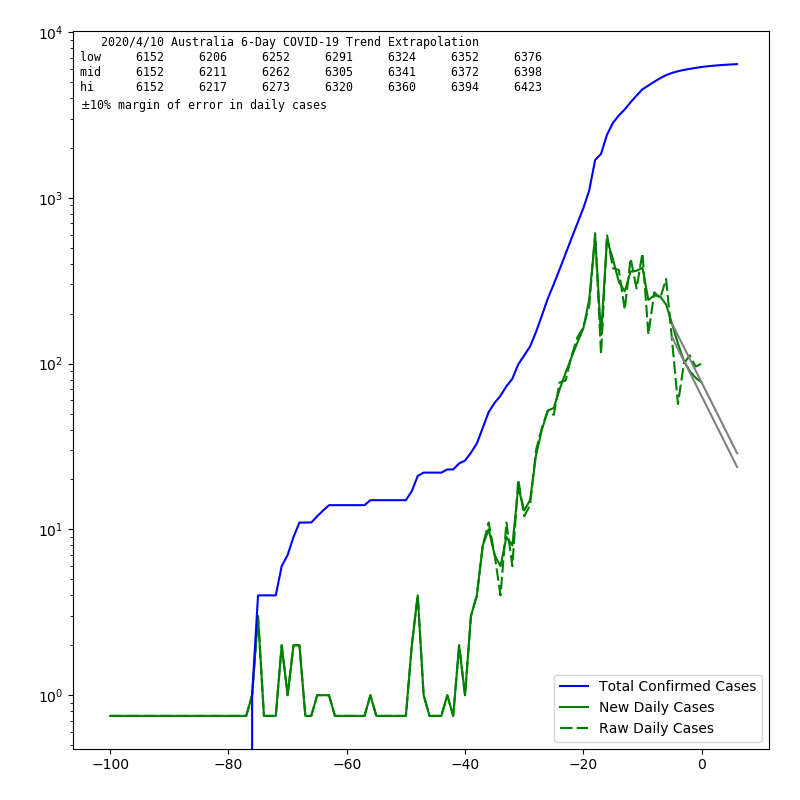 2020/4/10 Australia 6-Day COVID-19 Trend Extrapolation
low 6152 6206 6252 6291 6324 6352 6376
mid 6152 6211 6262 6305 6341 6372 6398
hi 6152 6217 6273 6320 6360 6394 6423
±10% margin of error in daily cases
10⁴
10³
10²
10¹
10⁰
Total Confirmed Cases
New Daily Cases
Raw Daily Cases
−100 −80 −60 −40 −20 0